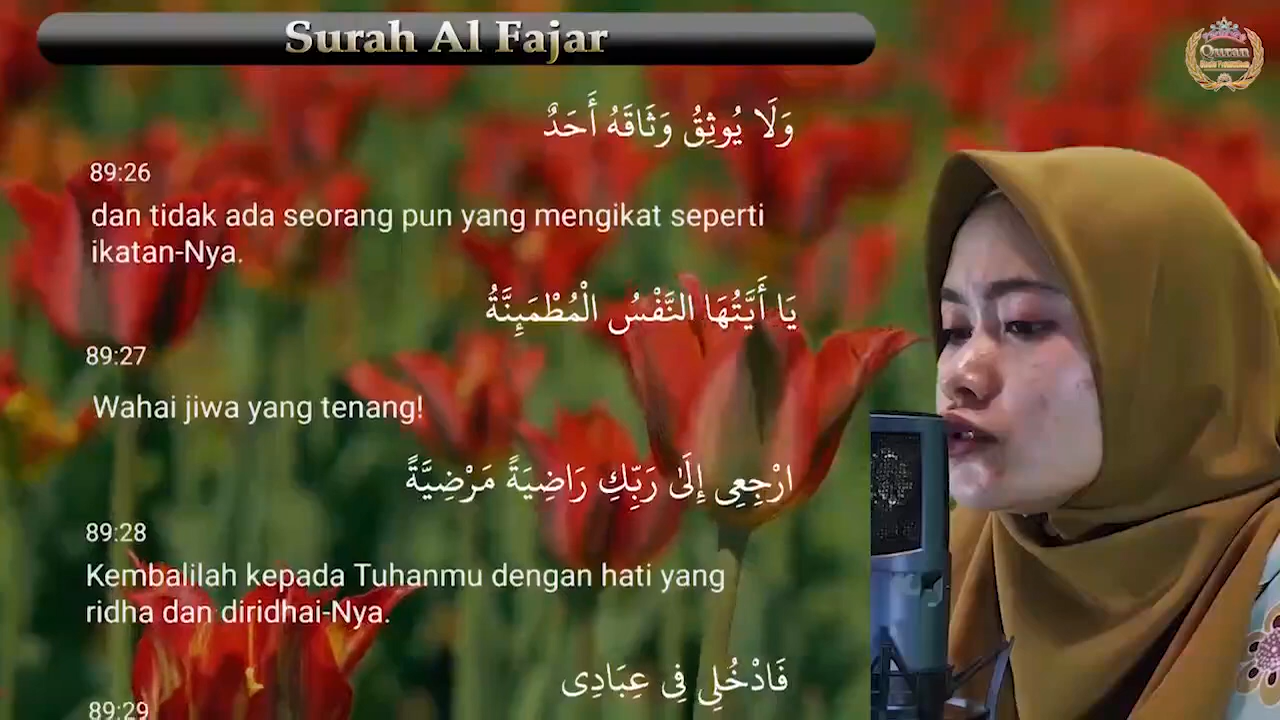 Surah Al Fajar
Quran
وَلَا يُوثِقُ وَثَاقَهُ أَحَدٌ
89:26
dan tidak ada seorang pun yang mengikat seperti
ikatan-Nya.
يَا أَيَّتُهَا النَّفْسُ الْمُطْمَئِنَّةُ
89:27
Wahai jiwa yang tenang!
ارْجِعِي إِلَىٰ رَبِّكِ رَاضِيَةً مَرْضِيَّةً
89:28
Kembalilah kepada Tuhanmu dengan hati yang
ridha dan diridhai-Nya.
فَادْخُلِي فِي عِبَادِي
89:29